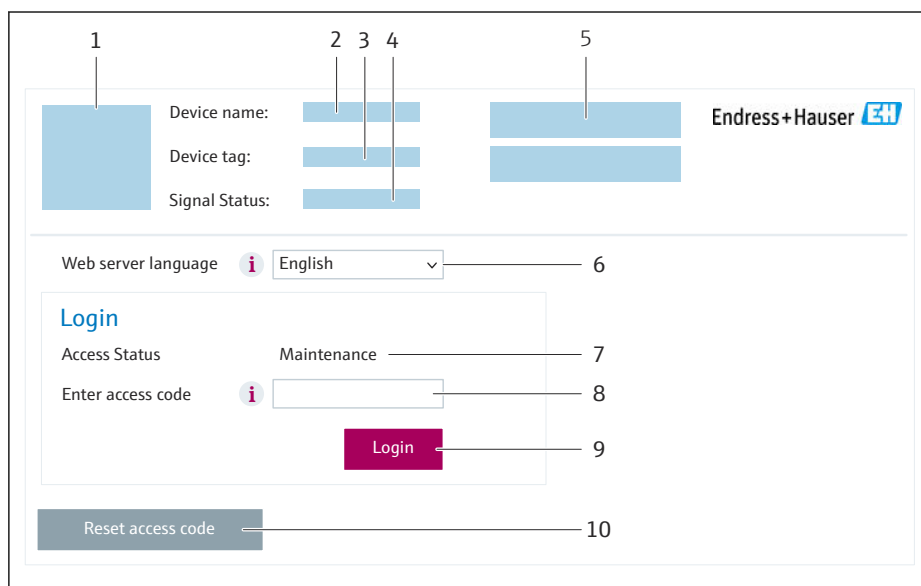 1 2 3 4 5
Device name:
Endress+Hauser EH
Device tag:
Signal Status:
Web server language i English 6
Login
Access Status Maintenance 7
Enter access code i 8
Login 9
Reset access code 10